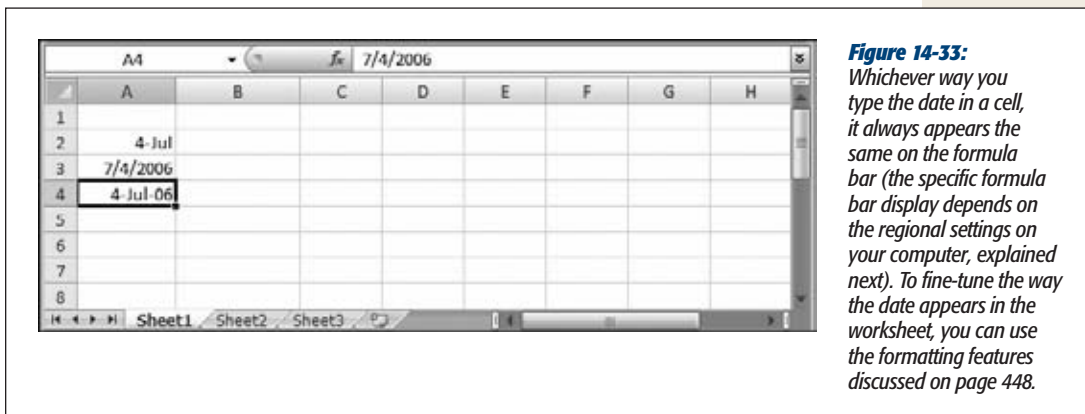 A4 fx 7/4/2006
A B C D E F G H
1
2 4-Jul
3 7/4/2006
4 4-Jul-06
5
6
7
8
Sheet1 Sheet2 Sheet3
Figure 14-33:
Whichever way you
type the date in a cell,
it always appears the
same on the formula
bar (the specific formula
bar display depends on
the regional settings on
your computer, explained
next). To fine-tune the way
the date appears in the
worksheet, you can use
the formatting features
discussed on page 448.